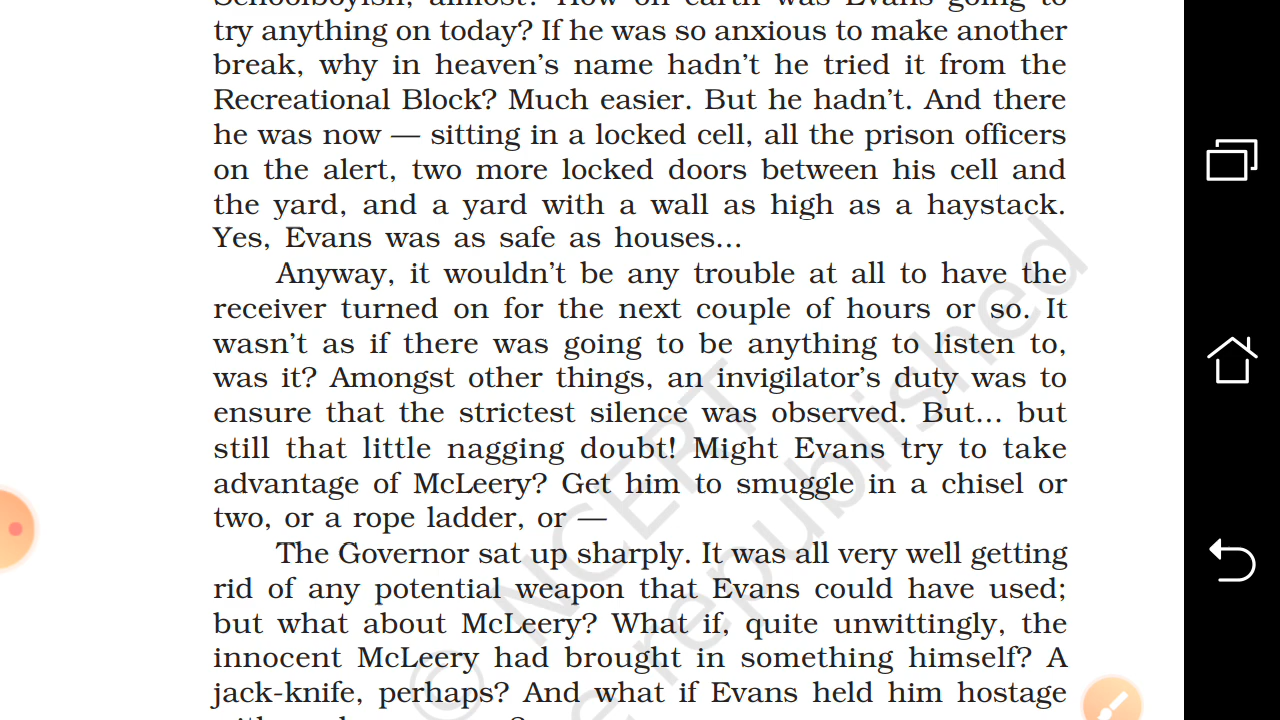 Schoolboyish, almost? How on earth was Evans going to
try anything on today? If he was so anxious to make another
break, why in heaven's name hadn't he tried it from the
Recreational Block? Much easier. But he hadn't. And there
he was now — sitting in a locked cell, all the prison officers
on the alert, two more locked doors between his cell and
the yard, and a yard with a wall as high as a haystack.
Yes, Evans was as safe as houses...
Anyway, it wouldn't be any trouble at all to have the
receiver turned on for the next couple of hours or so. It
wasn't as if there was going to be anything to listen to,
was it? Amongst other things, an invigilator's duty was to
ensure that the strictest silence was observed. But... but
still that little nagging doubt! Might Evans try to take
advantage of McLeery? Get him to smuggle in a chisel or
two, or a rope ladder, or —
The Governor sat up sharply. It was all very well getting
rid of any potential weapon that Evans could have used;
but what about McLeery? What if, quite unwittingly, the
innocent McLeery had brought in something himself? A
jack-knife, perhaps? And what if Evans held him hostage
© NCERT
e republished